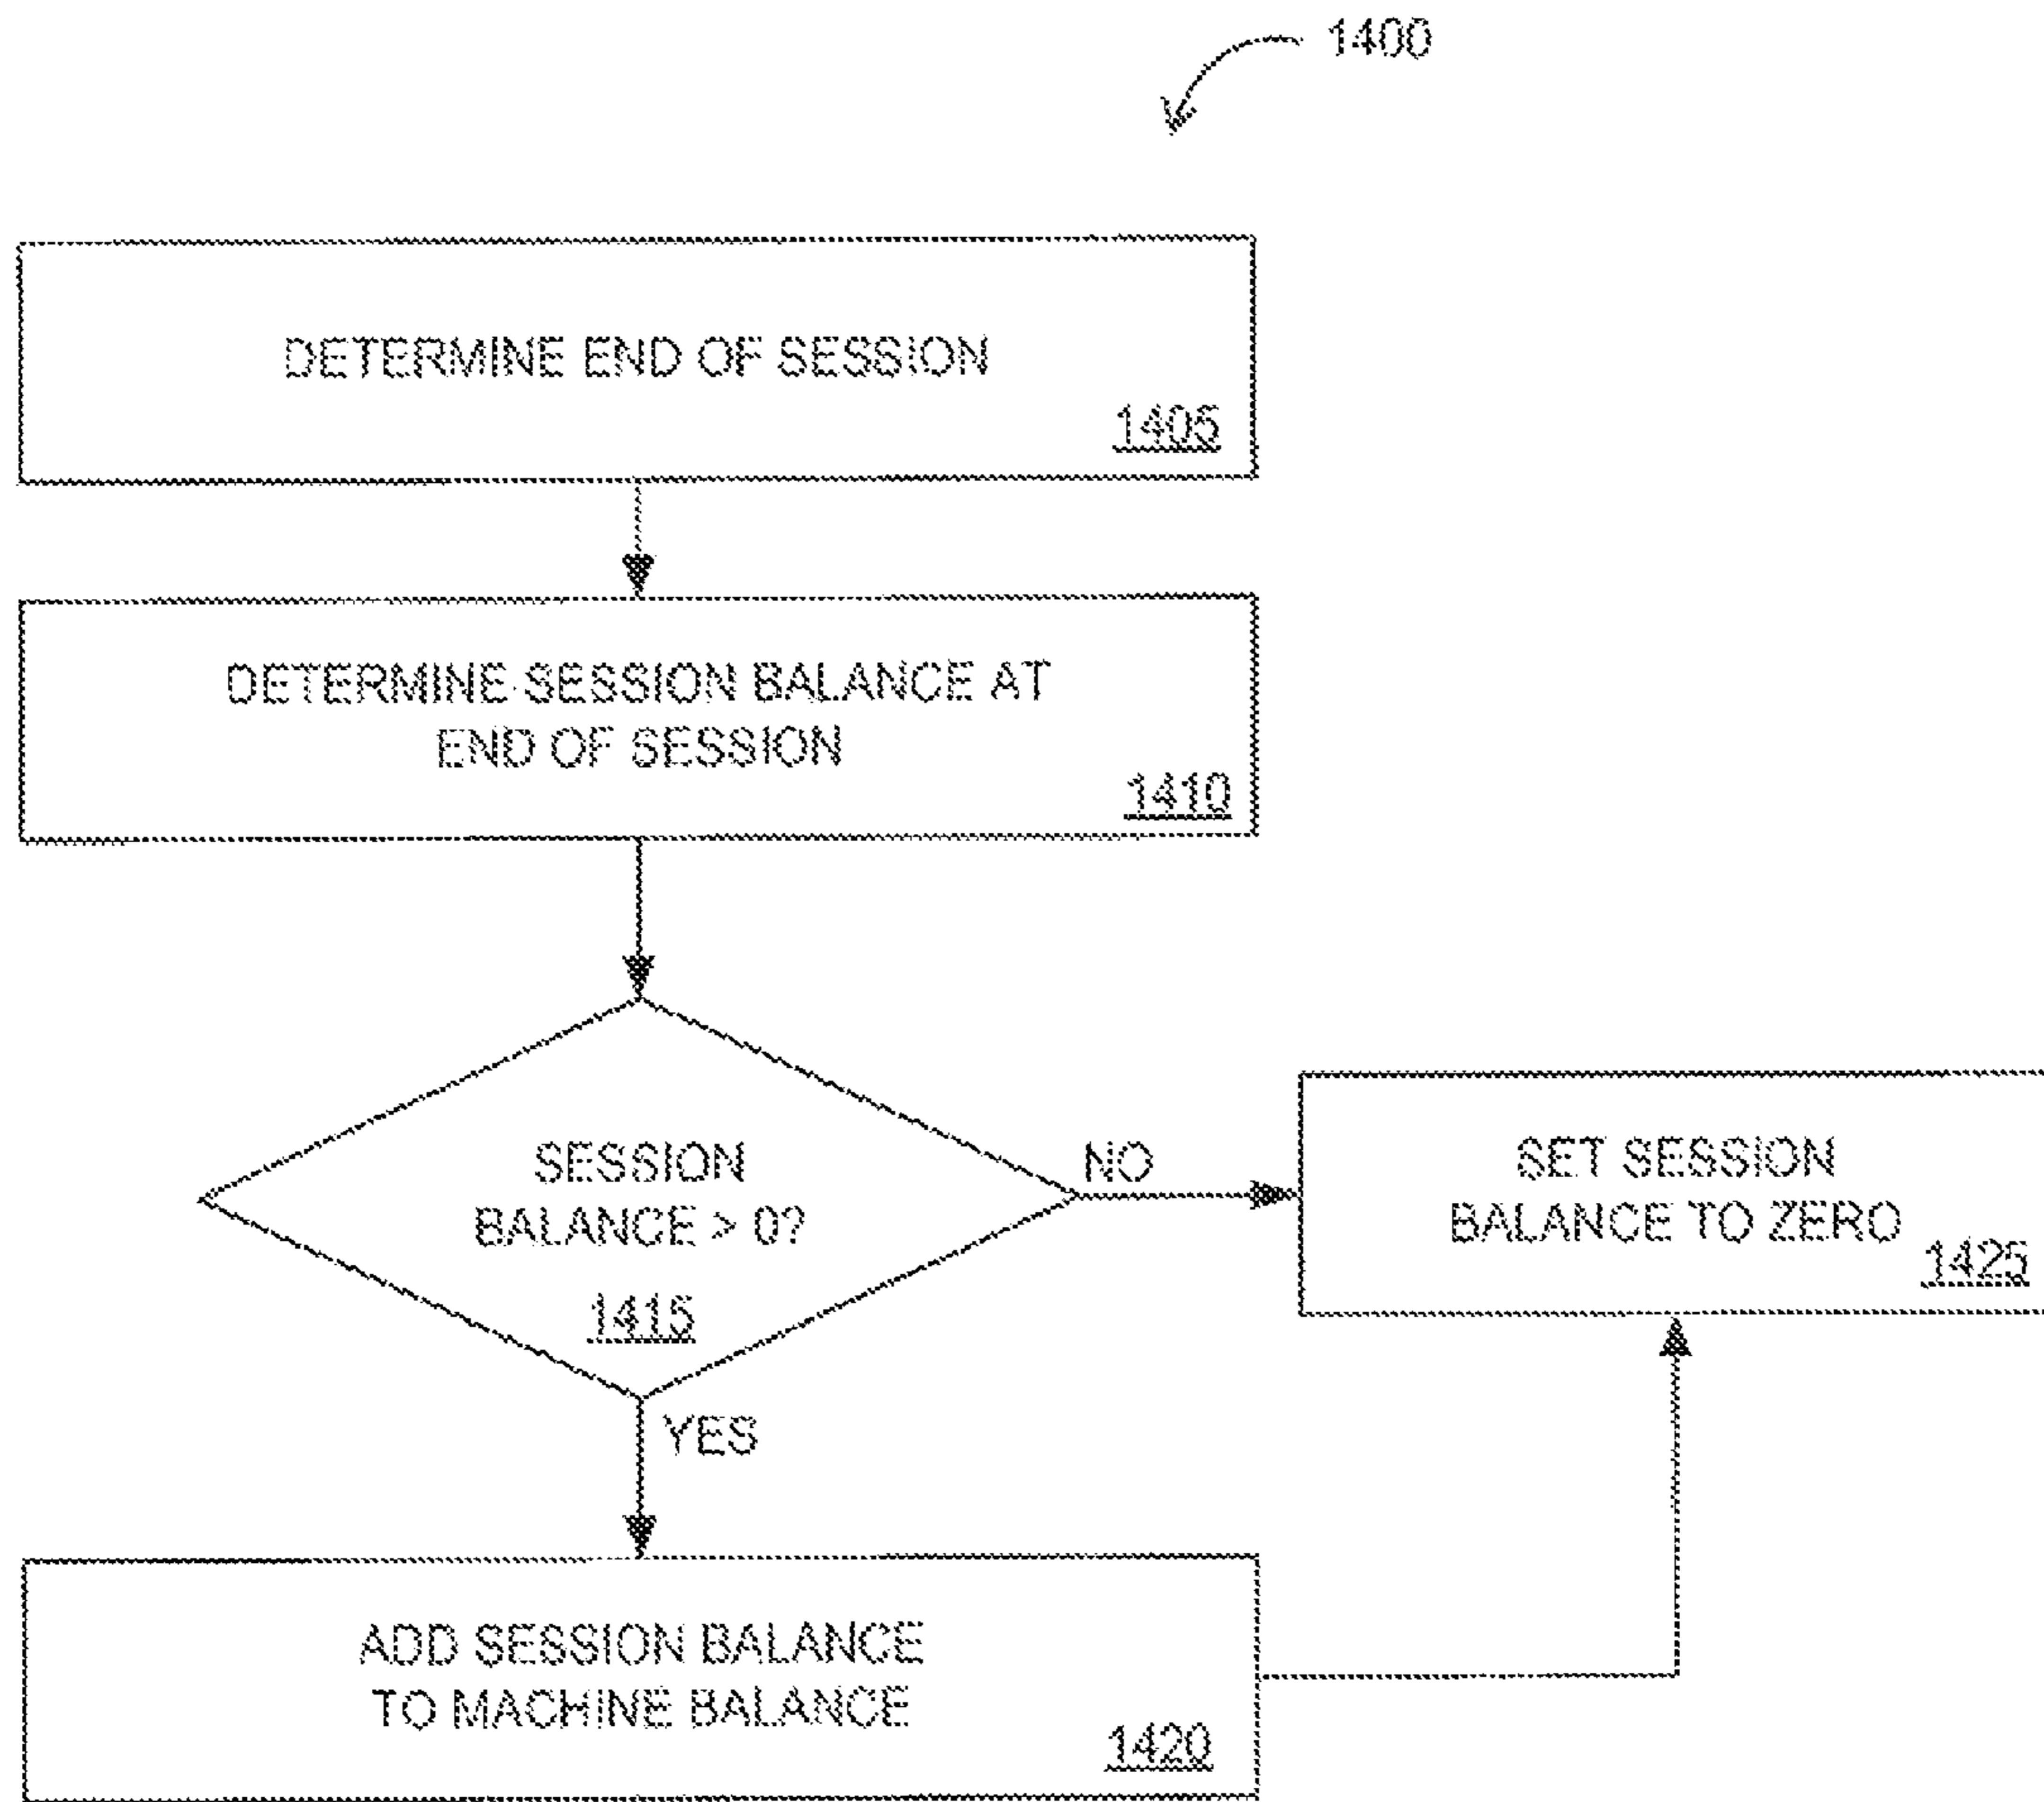 1400
DETERMINE END OF SESSION
1405
DETERMINE SESSION BALANCE AT
END OF SESSION
1410
SESSION
BALANCE > 0?
1415
NO
SET SESSION
BALANCE TO ZERO
1425
YES
ADD SESSION BALANCE
TO MACHINE BALANCE
1420